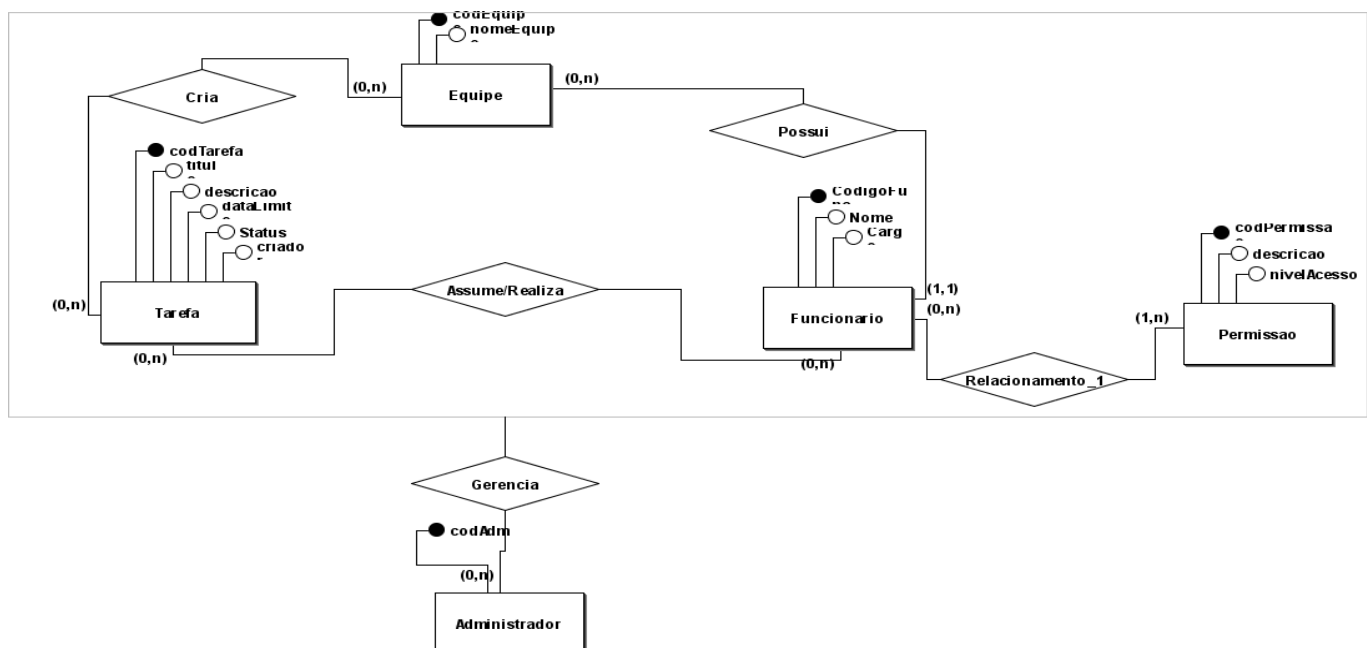 codEquip
nomeEquip
(0,n)
Equipe
(0,n)
Cria
Possui
codTarefa
titul
descricao
dataLimit
Status
criado
CodigoFu
Nome
Carg
codPermissa
descricao
nivelAcesso
(0,n)
Tarefa
(0,n)
Assume/Realiza
Funcionario
(1,1)
(0,n)
(0,n)
(1,n)
Permissao
Relacionamento_1
Gerencia
codAdm
(0,n)
Administrador